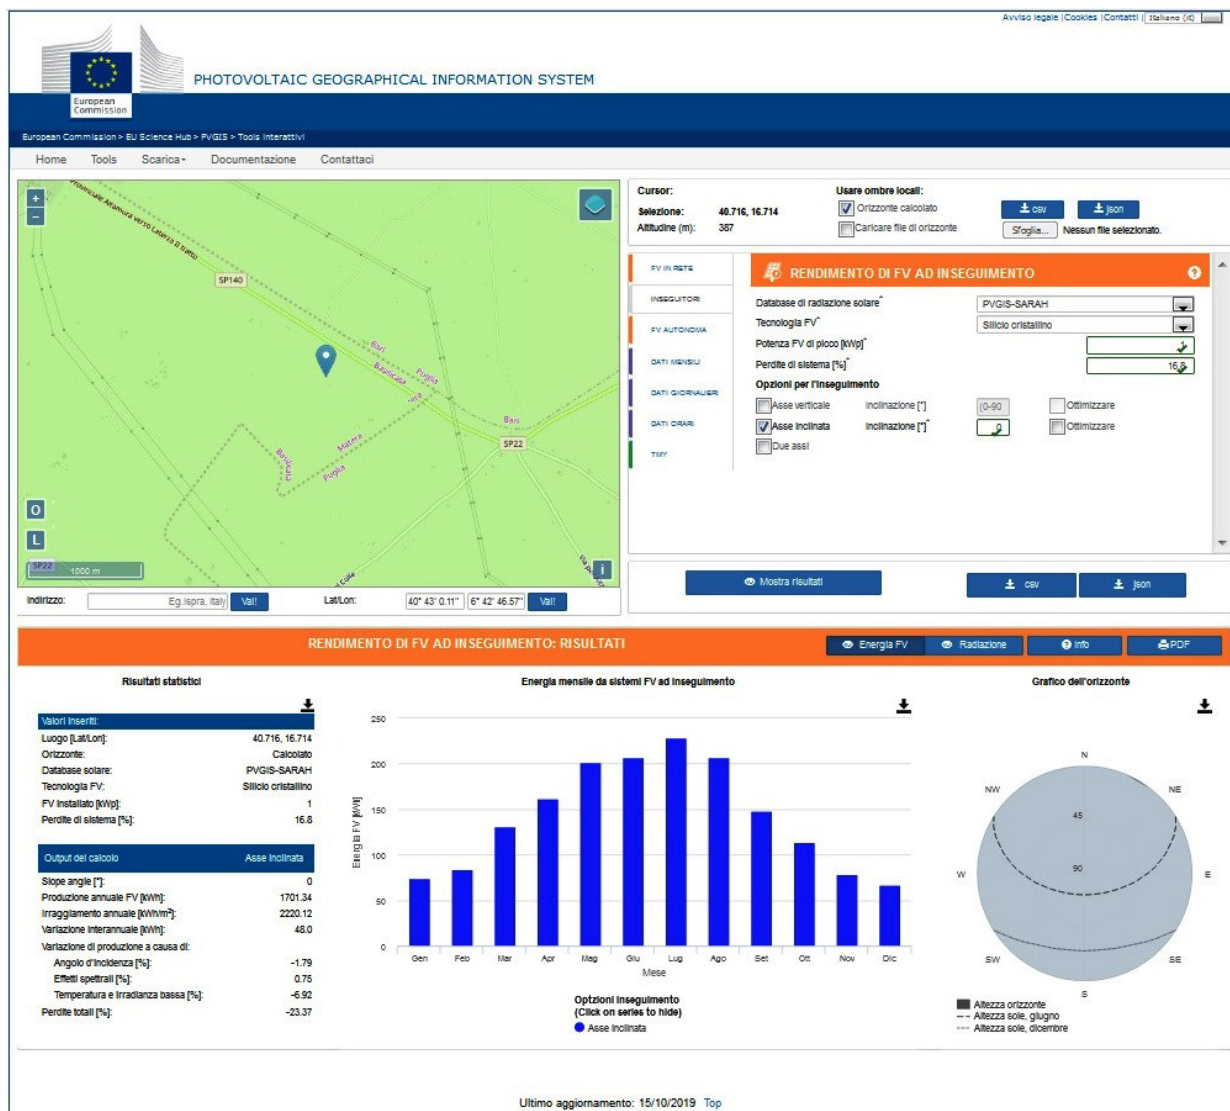 Avviso legale |Cookies |Contatti | Italiano (it)
European
Commission
PHOTOVOLTAIC GEOGRAPHICAL INFORMATION SYSTEM
European Commission > EU Science Hub > PVGIS > Tools Interattivi
Home Tools Scarica Documentazione Contattaci
+
−
Provinciale Altamura verso Laterza II tratto
SP140
Bari
Puglia
Basilicata
Bari
SP22
Matera
Puglia
Basilicata
O
L
SP22
1000 m
i
Cursor:
Selezione: 40.716, 16.714
Altitudine (m): 387
Usare ombre locali:
Orizzonte calcolato
csv json
Caricare file di orizzonte
Sfoglia... Nessun file selezionato.
FV IN RETE
INSEGUITORI
FV AUTONOMA
DATI MENSILI
DATI GIORNALIERI
DATI ORARI
TMY
RENDIMENTO DI FV AD INSEGUIMENTO
Database di radiazione solare* PVGIS-SARAH
Tecnologia FV* Silicio cristallino
Potenza FV di picco [kWp]* 1
Perdite di sistema [%]* 16.8
Opzioni per l'inseguimento
Asse verticale Inclinazione [°] (0-90 Ottimizzare
Asse inclinata Inclinazione [°]* 0 Ottimizzare
Due assi
Mostra risultati csv json
Indirizzo: Eg.Ispra, Italy Vai! Lat/Lon: 40° 43' 0.11" 6° 42' 46.57" Vai!
RENDIMENTO DI FV AD INSEGUIMENTO: RISULTATI
Energia FV Radiazione Info PDF
Risultati statistici
Valori inseriti:
Luogo [Lat/Lon]: 40.716, 16.714
Orizzonte: Calcolato
Database solare: PVGIS-SARAH
Tecnologia FV: Silicio cristallino
FV installato [kWp]: 1
Perdite di sistema [%]: 16.8
Output del calcolo Asse Inclinata
Slope angle [°]: 0
Produzione annuale FV [kWh]: 1701.34
Irraggiamento annuale [kWh/m²]: 2220.12
Variazione interannuale [kWh]: 48.0
Variazione di produzione a causa di:
Angolo d'incidenza [%]: -1.79
Effetti spettrali [%]: 0.75
Temperatura e irradianza bassa [%]: -6.92
Perdite totali [%]: -23.37
Energia mensile da sistemi FV ad inseguimento
Energia FV [kWh]
250
200
150
100
50
0
Gen Feb Mar Apr Mag Giu Lug Ago Set Ott Nov Dic
Mese
Optzioni inseguimento
(Click on series to hide)
Asse Inclinata
Grafico dell'orizzonte
N
NW NE
45
90
W E
SW SE
S
Altezza orizzonte
Altezza sole, giugno
Altezza sole, dicembre
Ultimo aggiornamento: 15/10/2019 Top